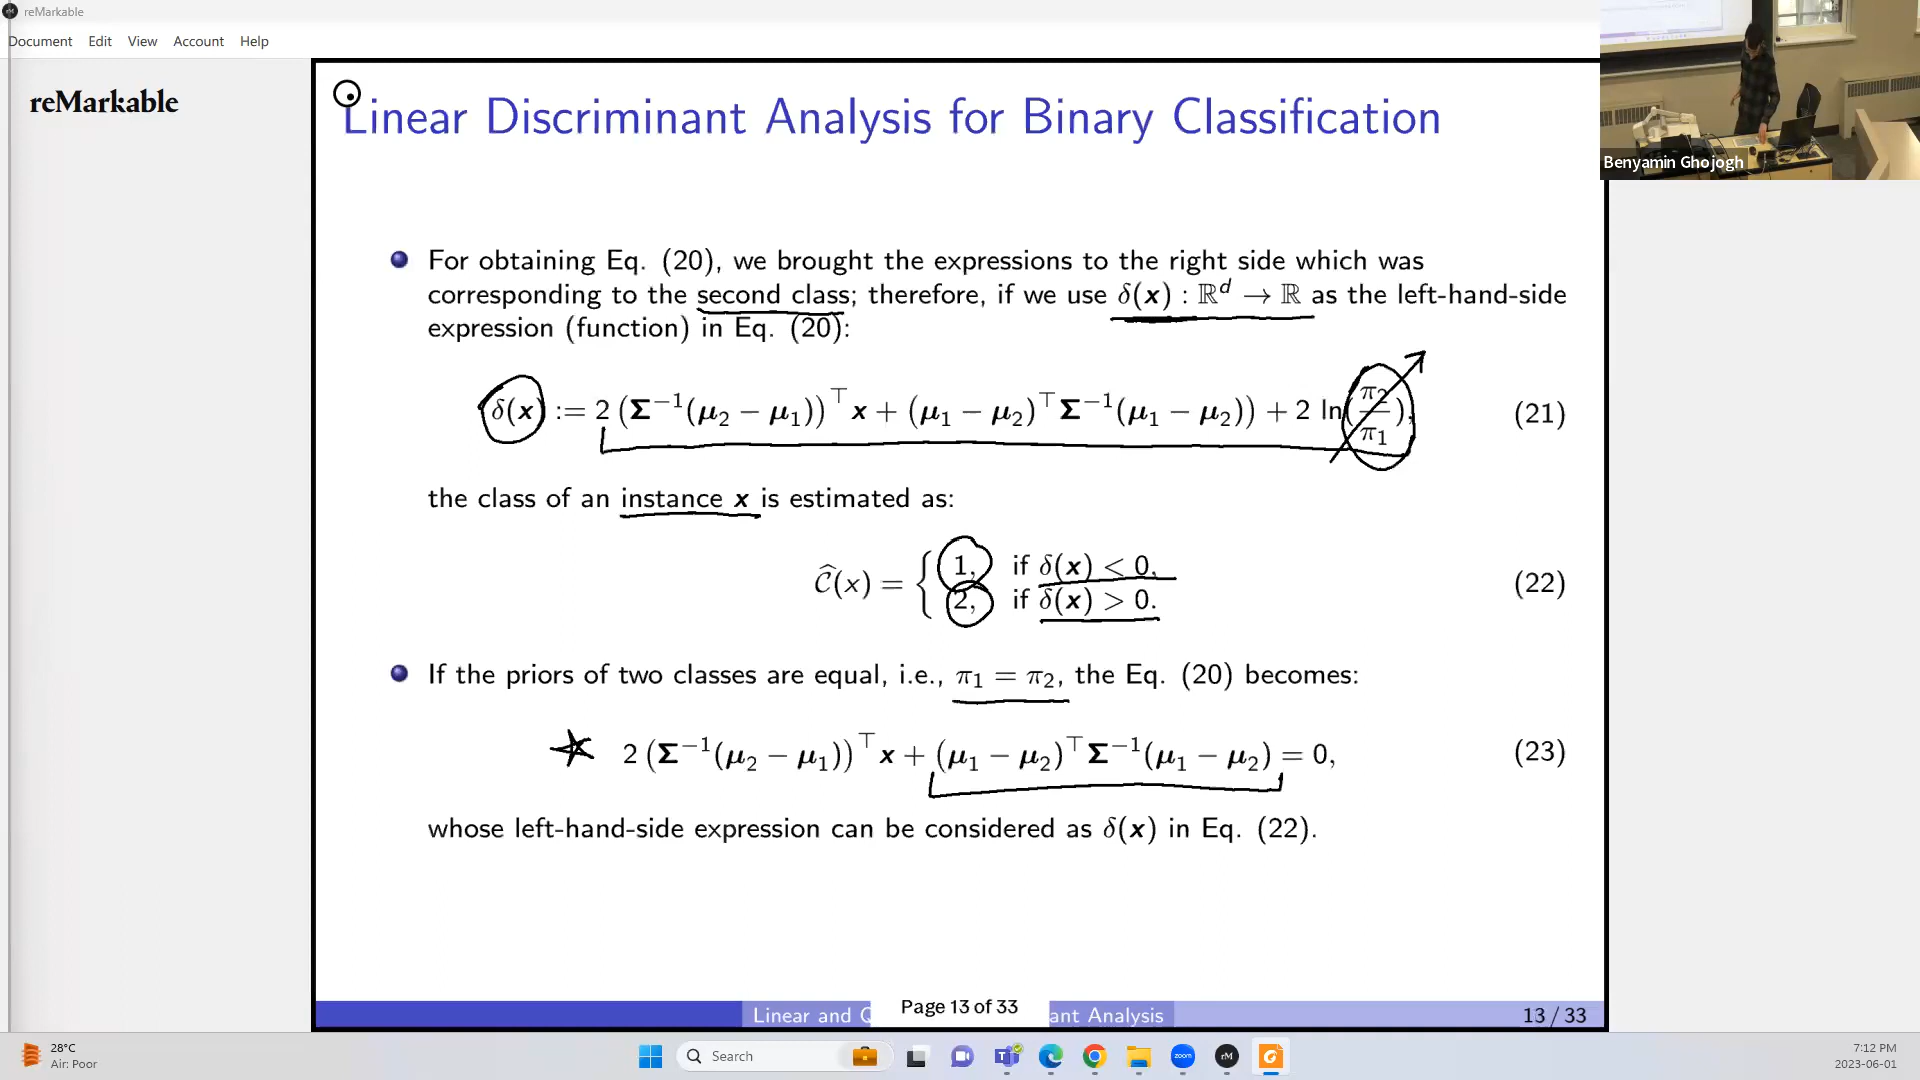 reMarkable
Document Edit View Account Help
reMarkable
Linear Discriminant Analysis for Binary Classification
Benyamin Ghojogh
For obtaining Eq. (20), we brought the expressions to the right side which was
corresponding to the second class; therefore, if we use δ(x) : ℝᵈ → ℝ as the left-hand-side
expression (function) in Eq. (20):
δ(x) := 2 (Σ⁻¹(μ₂ − μ₁))⊤ x + (μ₁ − μ₂)⊤ Σ⁻¹(μ₁ − μ₂)) + 2 ln(π₂/π₁), (21)
the class of an instance x is estimated as:
Ĉ(x) = { 1, if δ(x) < 0,
2, if δ(x) > 0. (22)
If the priors of two classes are equal, i.e., π₁ = π₂, the Eq. (20) becomes:
2 (Σ⁻¹(μ₂ − μ₁))⊤ x + (μ₁ − μ₂)⊤ Σ⁻¹(μ₁ − μ₂) = 0, (23)
whose left-hand-side expression can be considered as δ(x) in Eq. (22).
Linear and Q Page 13 of 33 ant Analysis 13 / 33
28°C
Air: Poor
Search
zoom
rM
7:12 PM
2023-06-01